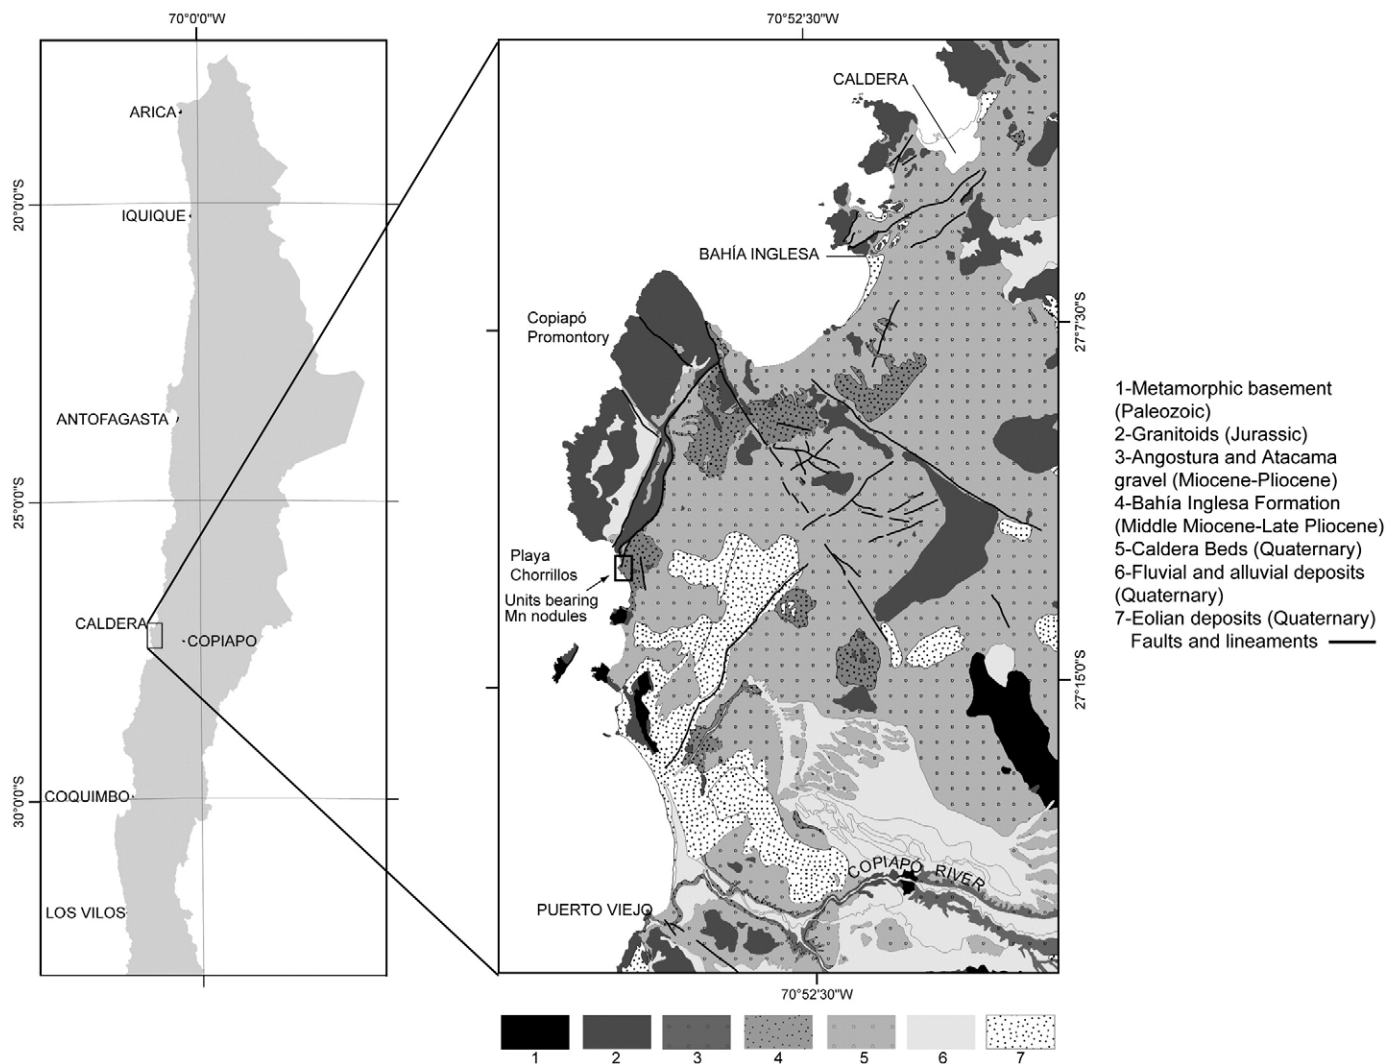 70°0'0"W
70°52'30"W
ARICA
20°0'0"S
IQUIQUE
ANTOFAGASTA
25°0'0"S
CALDERA
COPIAPO
COQUIMBO
30°0'0"S
LOS VILOS
CALDERA
BAHÍA INGLESA
27°7'30"S
Copiapó
Promontory
Playa
Chorrillos
Units bearing
Mn nodules
27°15'0"S
COPIAPÓ RIVER
PUERTO VIEJO
70°52'30"W
1-Metamorphic basement
(Paleozoic)
2-Granitoids (Jurassic)
3-Angostura and Atacama
gravel (Miocene-Pliocene)
4-Bahía Inglesa Formation
(Middle Miocene-Late Pliocene)
5-Caldera Beds (Quaternary)
6-Fluvial and alluvial deposits
(Quaternary)
7-Eolian deposits (Quaternary)
Faults and lineaments
1 2 3 4 5 6 7